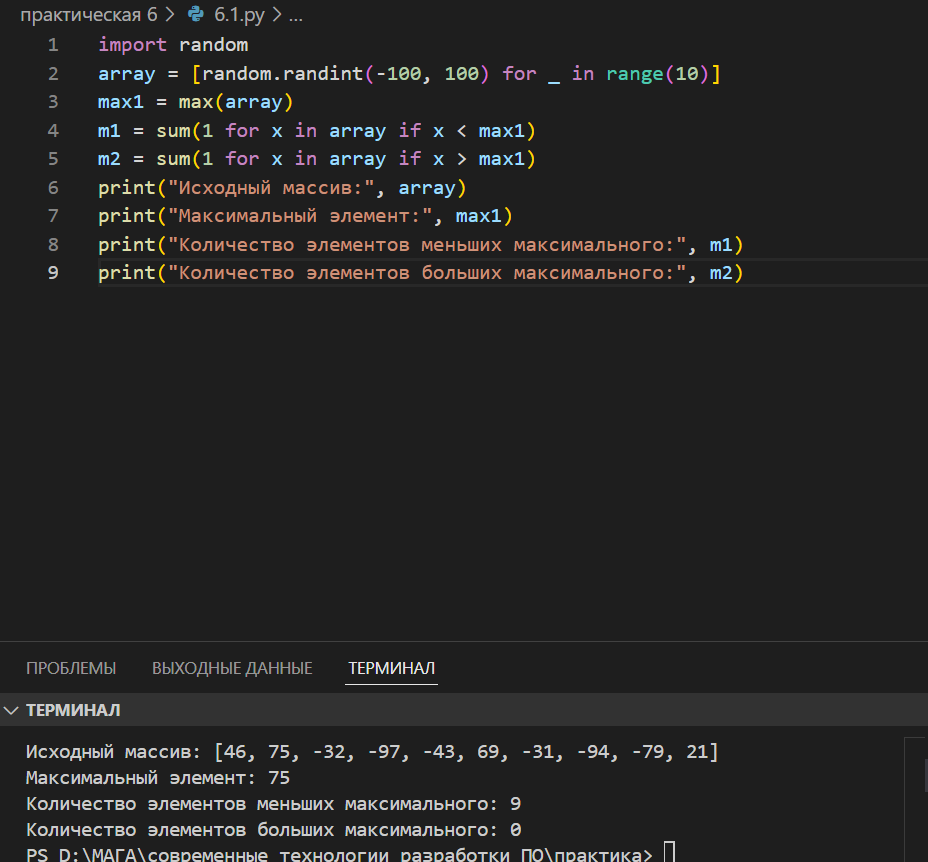 практическая 6 > 6.1.py > ...
1 import random
2 array = [random.randint(-100, 100) for _ in range(10)]
3 max1 = max(array)
4 m1 = sum(1 for x in array if x < max1)
5 m2 = sum(1 for x in array if x > max1)
6 print("Исходный массив:", array)
7 print("Максимальный элемент:", max1)
8 print("Количество элементов меньших максимального:", m1)
9 print("Количество элементов больших максимального:", m2)
ПРОБЛЕМЫ ВЫХОДНЫЕ ДАННЫЕ ТЕРМИНАЛ
ТЕРМИНАЛ
Исходный массив: [46, 75, -32, -97, -43, 69, -31, -94, -79, 21]
Максимальный элемент: 75
Количество элементов меньших максимального: 9
Количество элементов больших максимального: 0
PS D:\МАГА\современные технологии разработки ПО\практика>